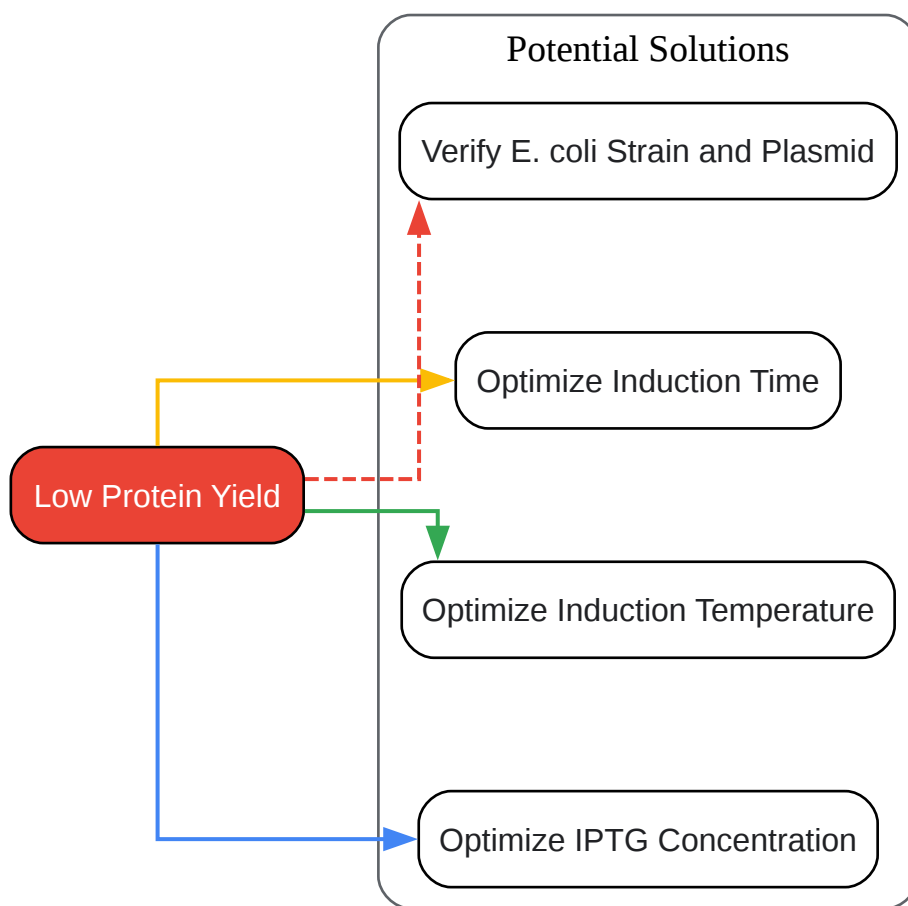 Potential Solutions
Verify E. coli Strain and Plasmid
Optimize Induction Time
Low Protein Yield
Optimize Induction Temperature
Optimize IPTG Concentration